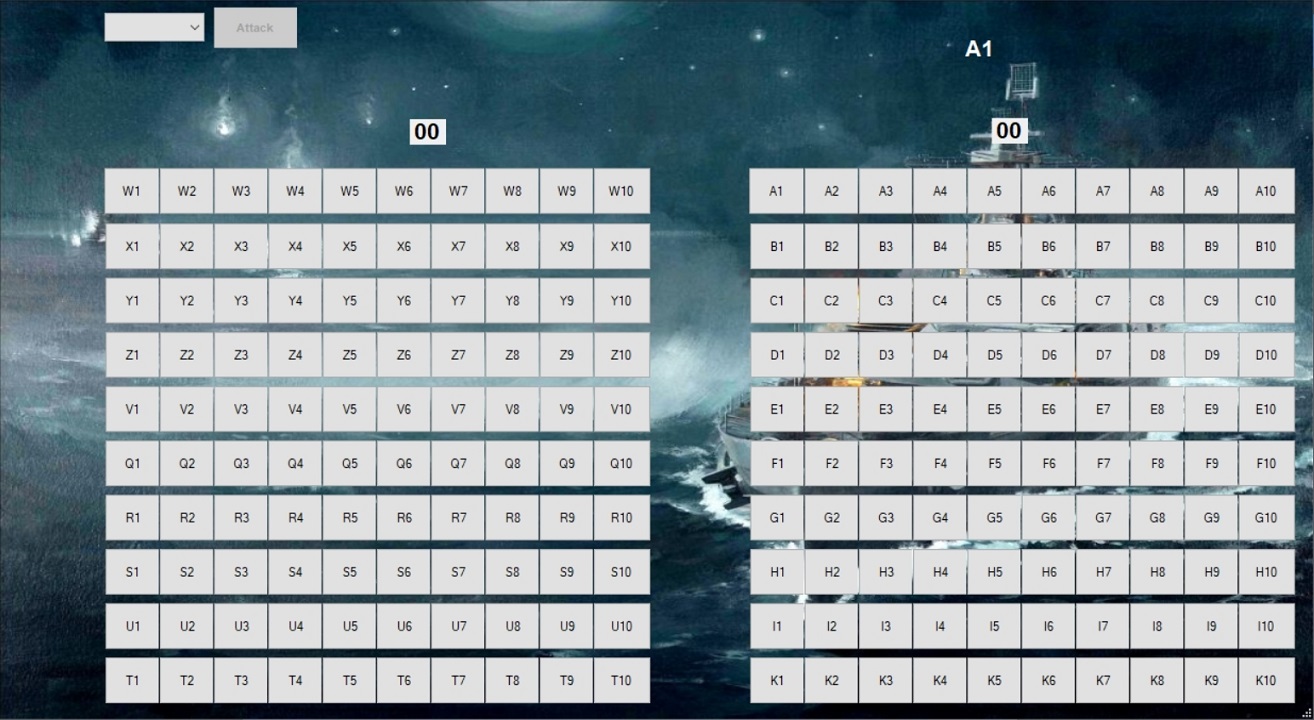 Attack
A1
00 00
W1 W2 W3 W4 W5 W6 W7 W8 W9 W10 A1 A2 A3 A4 A5 A6 A7 A8 A9 A10
X1 X2 X3 X4 X5 X6 X7 X8 X9 X10 B1 B2 B3 B4 B5 B6 B7 B8 B9 B10
Y1 Y2 Y3 Y4 Y5 Y6 Y7 Y8 Y9 Y10 C1 C2 C3 C4 C5 C6 C7 C8 C9 C10
Z1 Z2 Z3 Z4 Z5 Z6 Z7 Z8 Z9 Z10 D1 D2 D3 D4 D5 D6 D7 D8 D9 D10
V1 V2 V3 V4 V5 V6 V7 V8 V9 V10 E1 E2 E3 E4 E5 E6 E7 E8 E9 E10
Q1 Q2 Q3 Q4 Q5 Q6 Q7 Q8 Q9 Q10 F1 F2 F3 F4 F5 F6 F7 F8 F9 F10
R1 R2 R3 R4 R5 R6 R7 R8 R9 R10 G1 G2 G3 G4 G5 G6 G7 G8 G9 G10
S1 S2 S3 S4 S5 S6 S7 S8 S9 S10 H1 H2 H3 H4 H5 H6 H7 H8 H9 H10
U1 U2 U3 U4 U5 U6 U7 U8 U9 U10 I1 I2 I3 I4 I5 I6 I7 I8 I9 I10
T1 T2 T3 T4 T5 T6 T7 T8 T9 T10 K1 K2 K3 K4 K5 K6 K7 K8 K9 K10